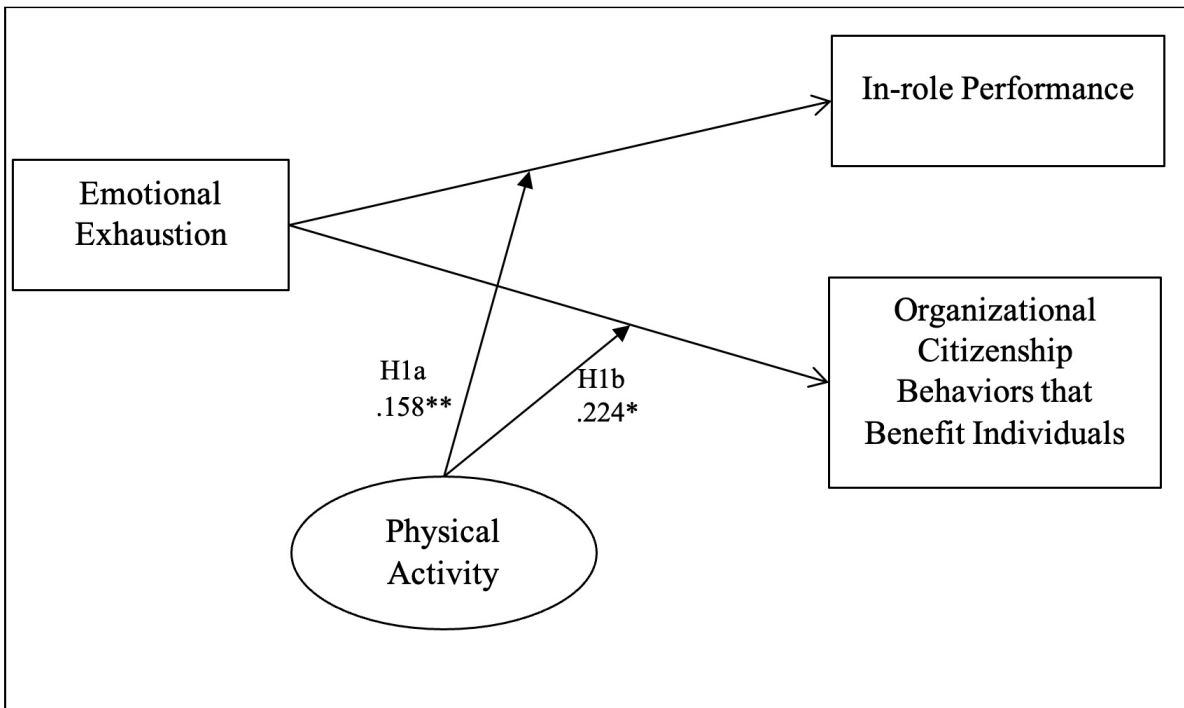 In-role Performance
Emotional
Exhaustion
Organizational
Citizenship
Behaviors that
Benefit Individuals
H1a
.158**
H1b
.224*
Physical
Activity